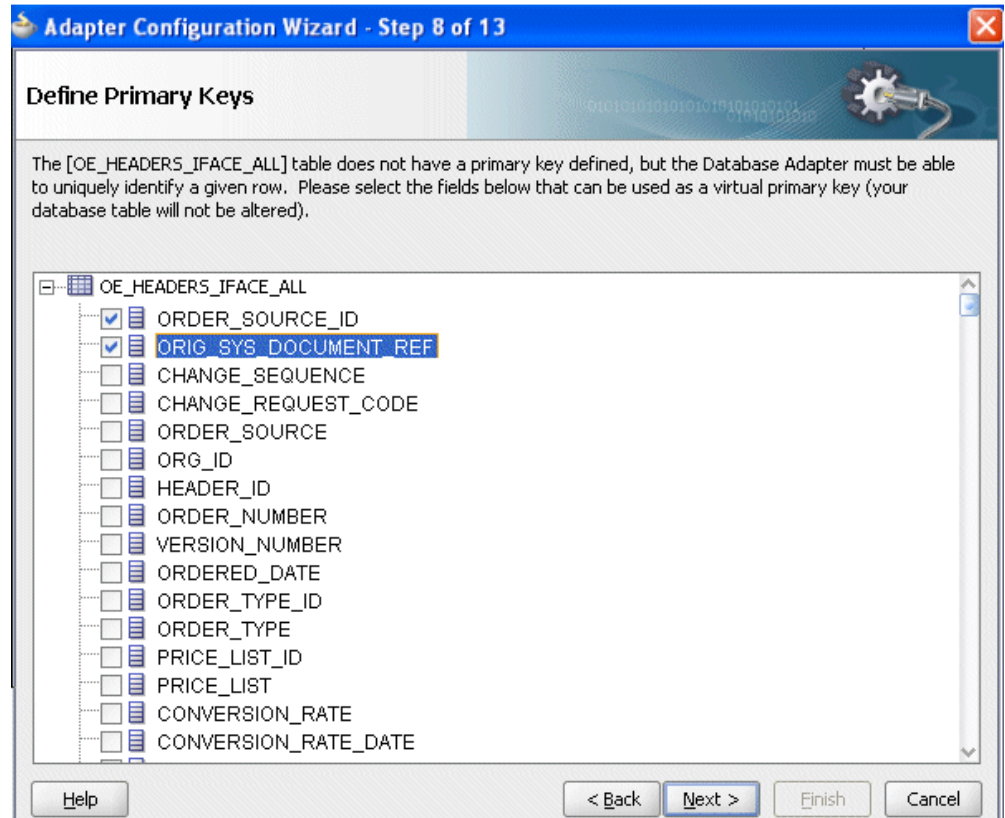 Adapter Configuration Wizard - Step 8 of 13
Define Primary Keys
The [OE_HEADERS_IFACE_ALL] table does not have a primary key defined, but the Database Adapter must be able
to uniquely identify a given row. Please select the fields below that can be used as a virtual primary key (your
database table will not be altered).
OE_HEADERS_IFACE_ALL
ORDER_SOURCE_ID
ORIG_SYS_DOCUMENT_REF
CHANGE_SEQUENCE
CHANGE_REQUEST_CODE
ORDER_SOURCE
ORG_ID
HEADER_ID
ORDER_NUMBER
VERSION_NUMBER
ORDERED_DATE
ORDER_TYPE_ID
ORDER_TYPE
PRICE_LIST_ID
PRICE_LIST
CONVERSION_RATE
CONVERSION_RATE_DATE
Help
< Back
Next >
Finish
Cancel